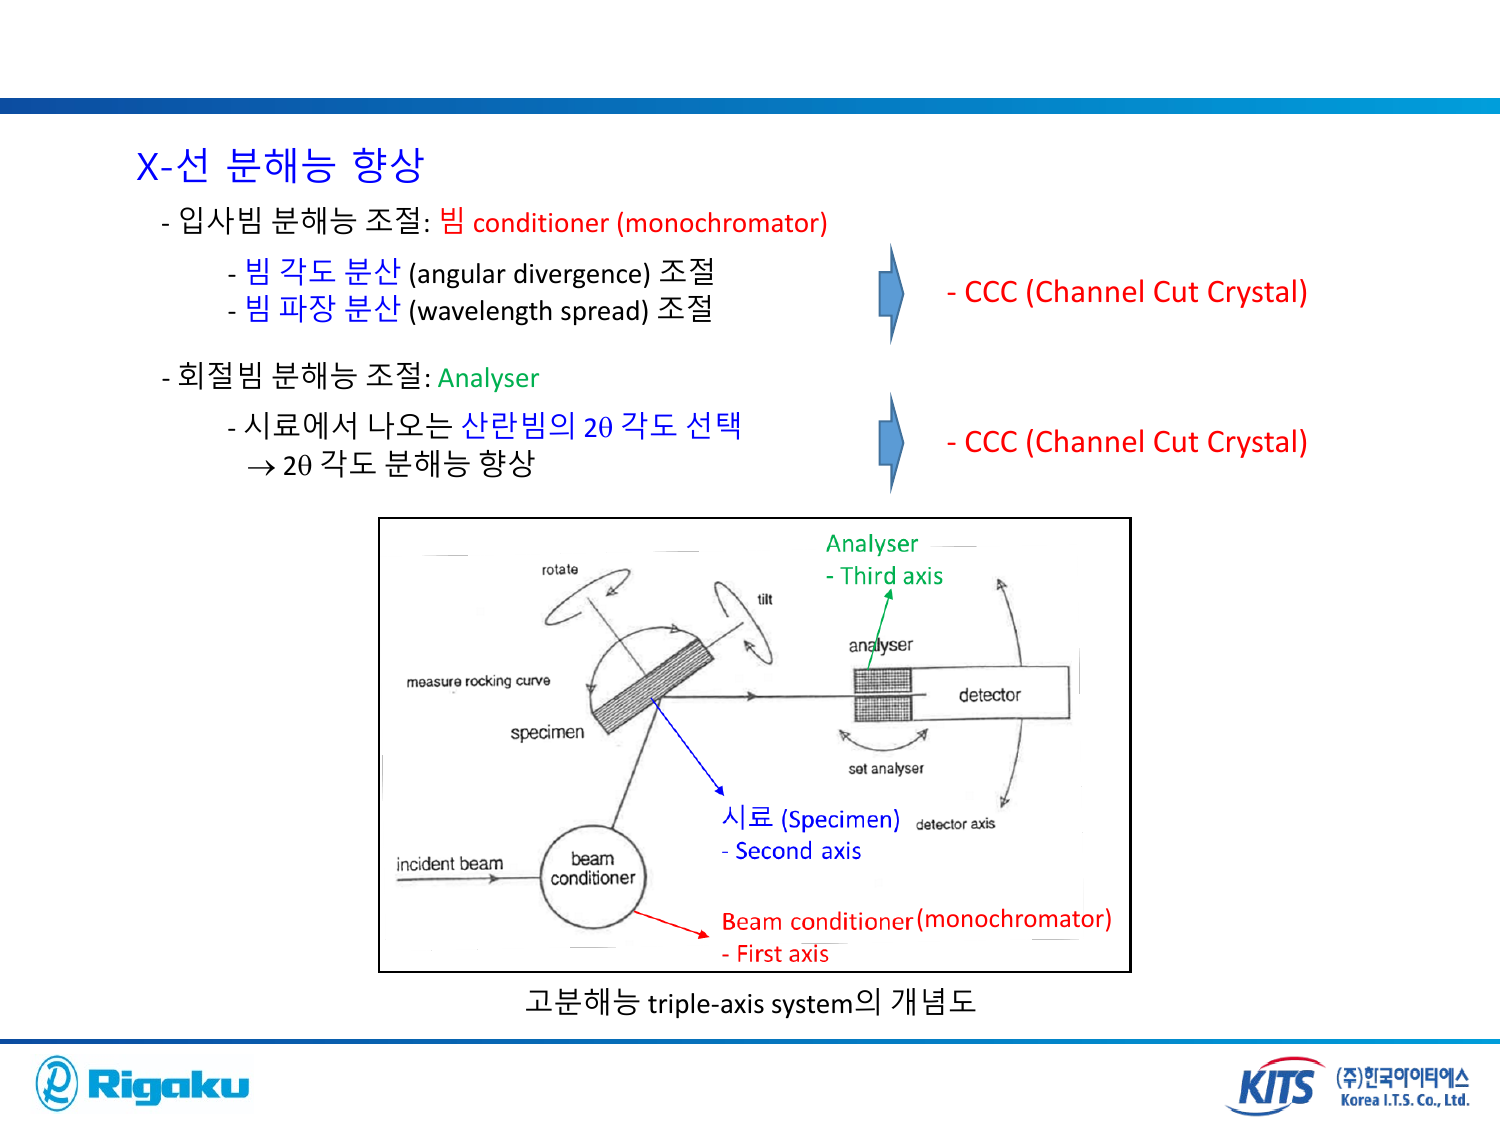 X-선 분해능 향상
- 입사빔 분해능 조절: 빔 conditioner (monochromator)
- 빔 각도 분산 (angular divergence) 조절
- 빔 파장 분산 (wavelength spread) 조절
- CCC (Channel Cut Crystal)
- 회절빔 분해능 조절: Analyser
- 시료에서 나오는 산란빔의 2θ 각도 선택
→ 2θ 각도 분해능 향상
- CCC (Channel Cut Crystal)
Analyser
- Third axis
rotate
tilt
analyser
measure rocking curve
detector
specimen
set analyser
시료 (Specimen)
- Second axis
detector axis
incident beam
beam
conditioner
Beam conditioner (monochromator)
- First axis
고분해능 triple-axis system의 개념도
Rigaku
KITS
(주)한국아이티에스
Korea I.T.S. Co., Ltd.